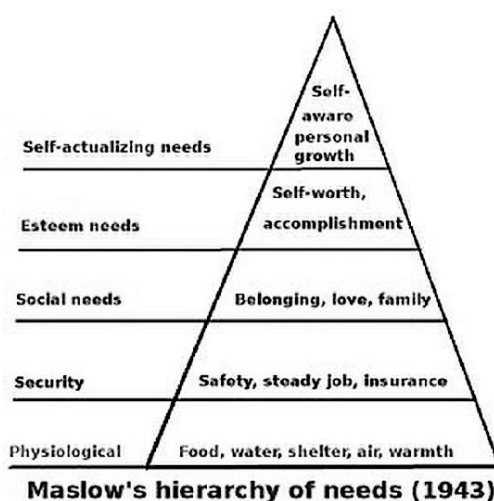 Self-
aware
personal
Self-actualizing needs growth
Self-worth,
Esteem needs accomplishment
Social needs Belonging, love, family
Security Safety, steady job, insurance
Physiological Food, water, shelter, air, warmth
Maslow's hierarchy of needs (1943)